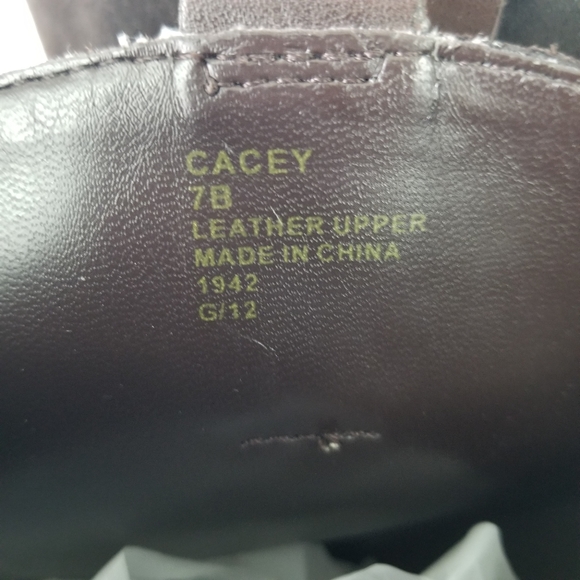 CACEY
7B
LEATHER UPPER
MADE IN CHINA
1942
G/12